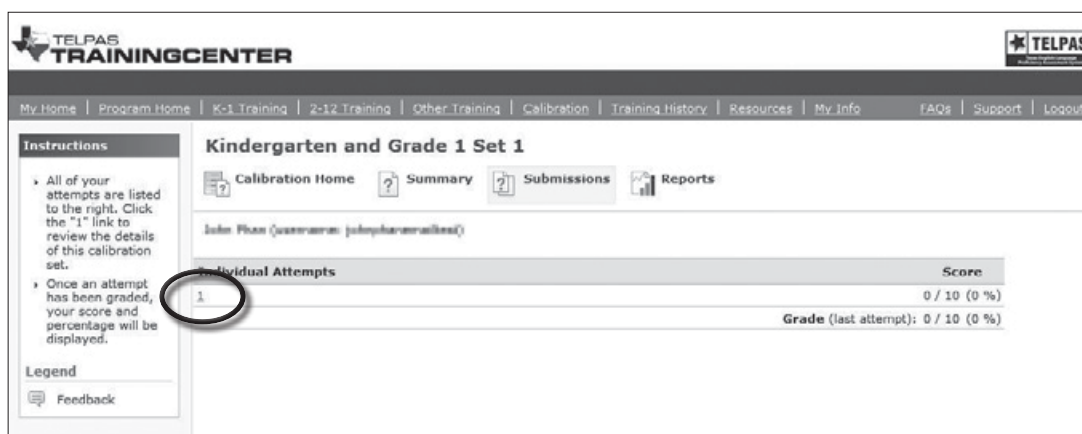 TELPAS
TRAININGCENTER
TELPAS
My Home | Program Home | K-1 Training | 2-12 Training | Other Training | Calibration | Training History | Resources | My Info FAQs | Support | Logout
Instructions
All of your
attempts are listed
to the right. Click
the "1" link to
review the details
of this calibration
set.
Once an attempt
has been graded,
your score and
percentage will be
displayed.
Legend
Feedback
Kindergarten and Grade 1 Set 1
Calibration Home Summary Submissions Reports
Individual Attempts Score
1 0 / 10 (0 %)
Grade (last attempt): 0 / 10 (0 %)